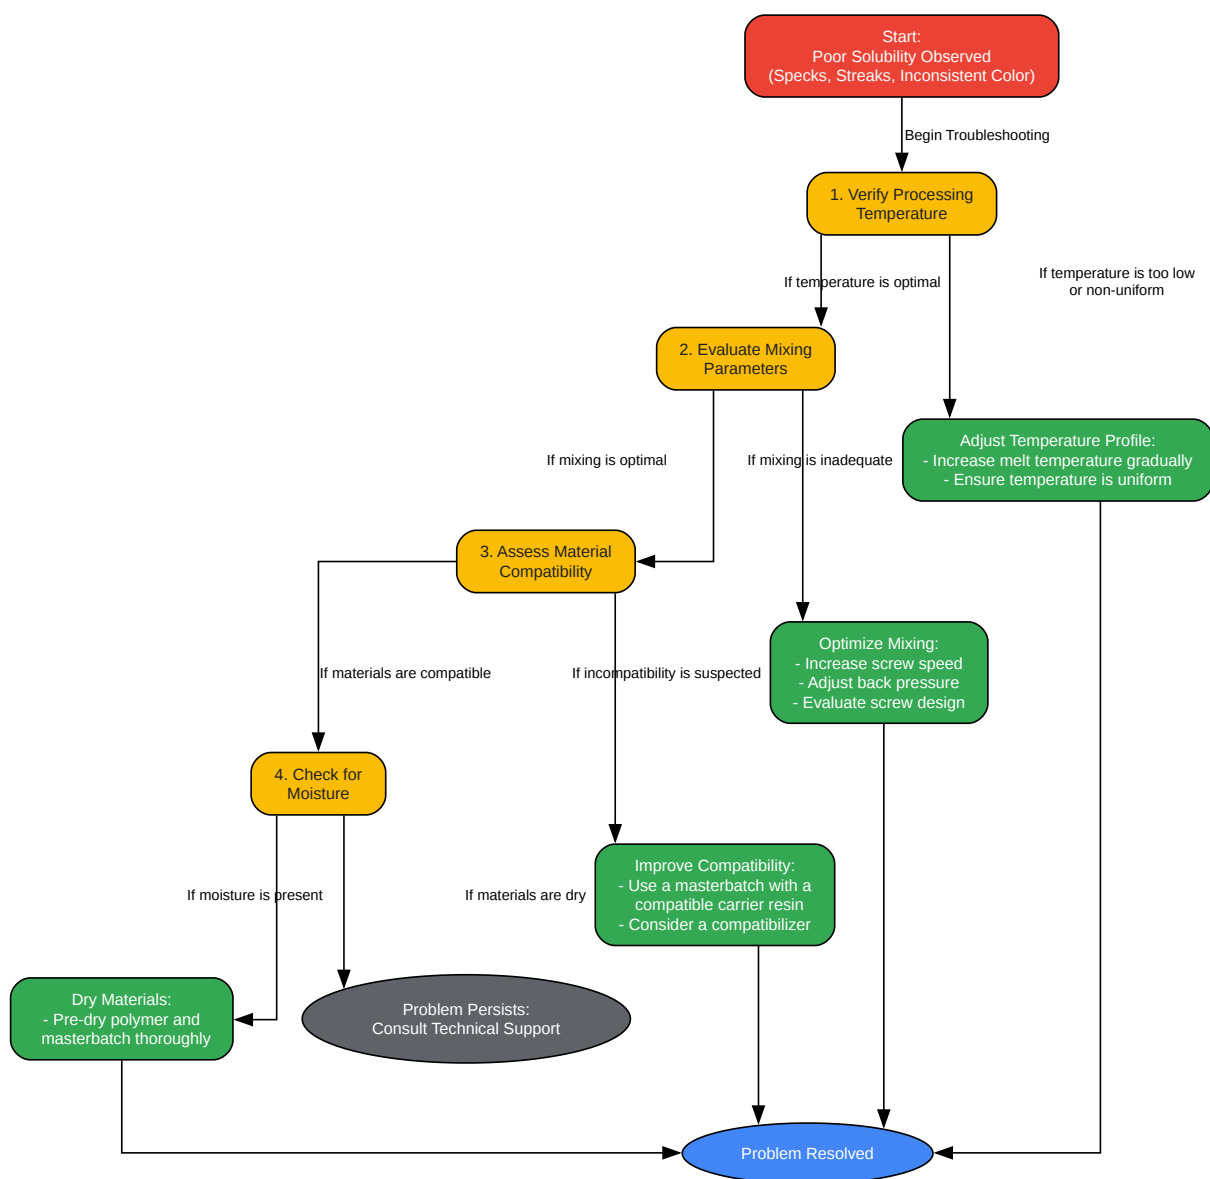 Start:
Poor Solubility Observed
(Specks, Streaks, Inconsistent Color)
Begin Troubleshooting
1. Verify Processing
Temperature
If temperature is optimal
If temperature is too low
or non-uniform
2. Evaluate Mixing
Parameters
Adjust Temperature Profile:
- Increase melt temperature gradually
- Ensure temperature is uniform
If mixing is optimal
If mixing is inadequate
3. Assess Material
Compatibility
Optimize Mixing:
- Increase screw speed
- Adjust back pressure
- Evaluate screw design
If materials are compatible
If incompatibility is suspected
4. Check for
Moisture
Improve Compatibility:
- Use a masterbatch with a
compatible carrier resin
- Consider a compatibilizer
If moisture is present
If materials are dry
Dry Materials:
- Pre-dry polymer and
masterbatch thoroughly
Problem Persists:
Consult Technical Support
Problem Resolved